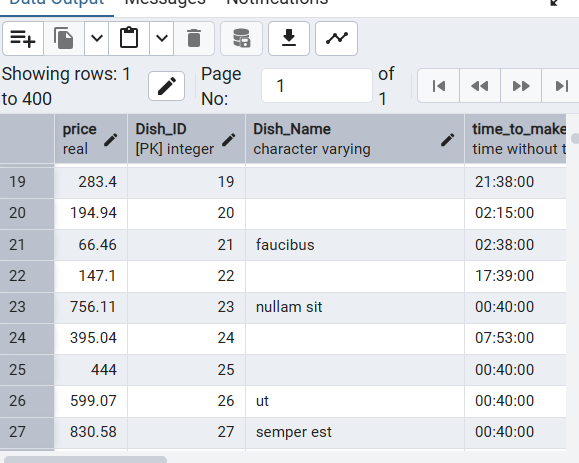 Data Output Messages Notifications
Showing rows: 1 to 400
Page No: 1 of 1
price Dish_ID Dish_Name time_to_make
real [PK] integer character varying time without t
19 283.4 19 21:38:00
20 194.94 20 02:15:00
21 66.46 21 faucibus 02:38:00
22 147.1 22 17:39:00
23 756.11 23 nullam sit 00:40:00
24 395.04 24 07:53:00
25 444 25 00:40:00
26 599.07 26 ut 00:40:00
27 830.58 27 semper est 00:40:00